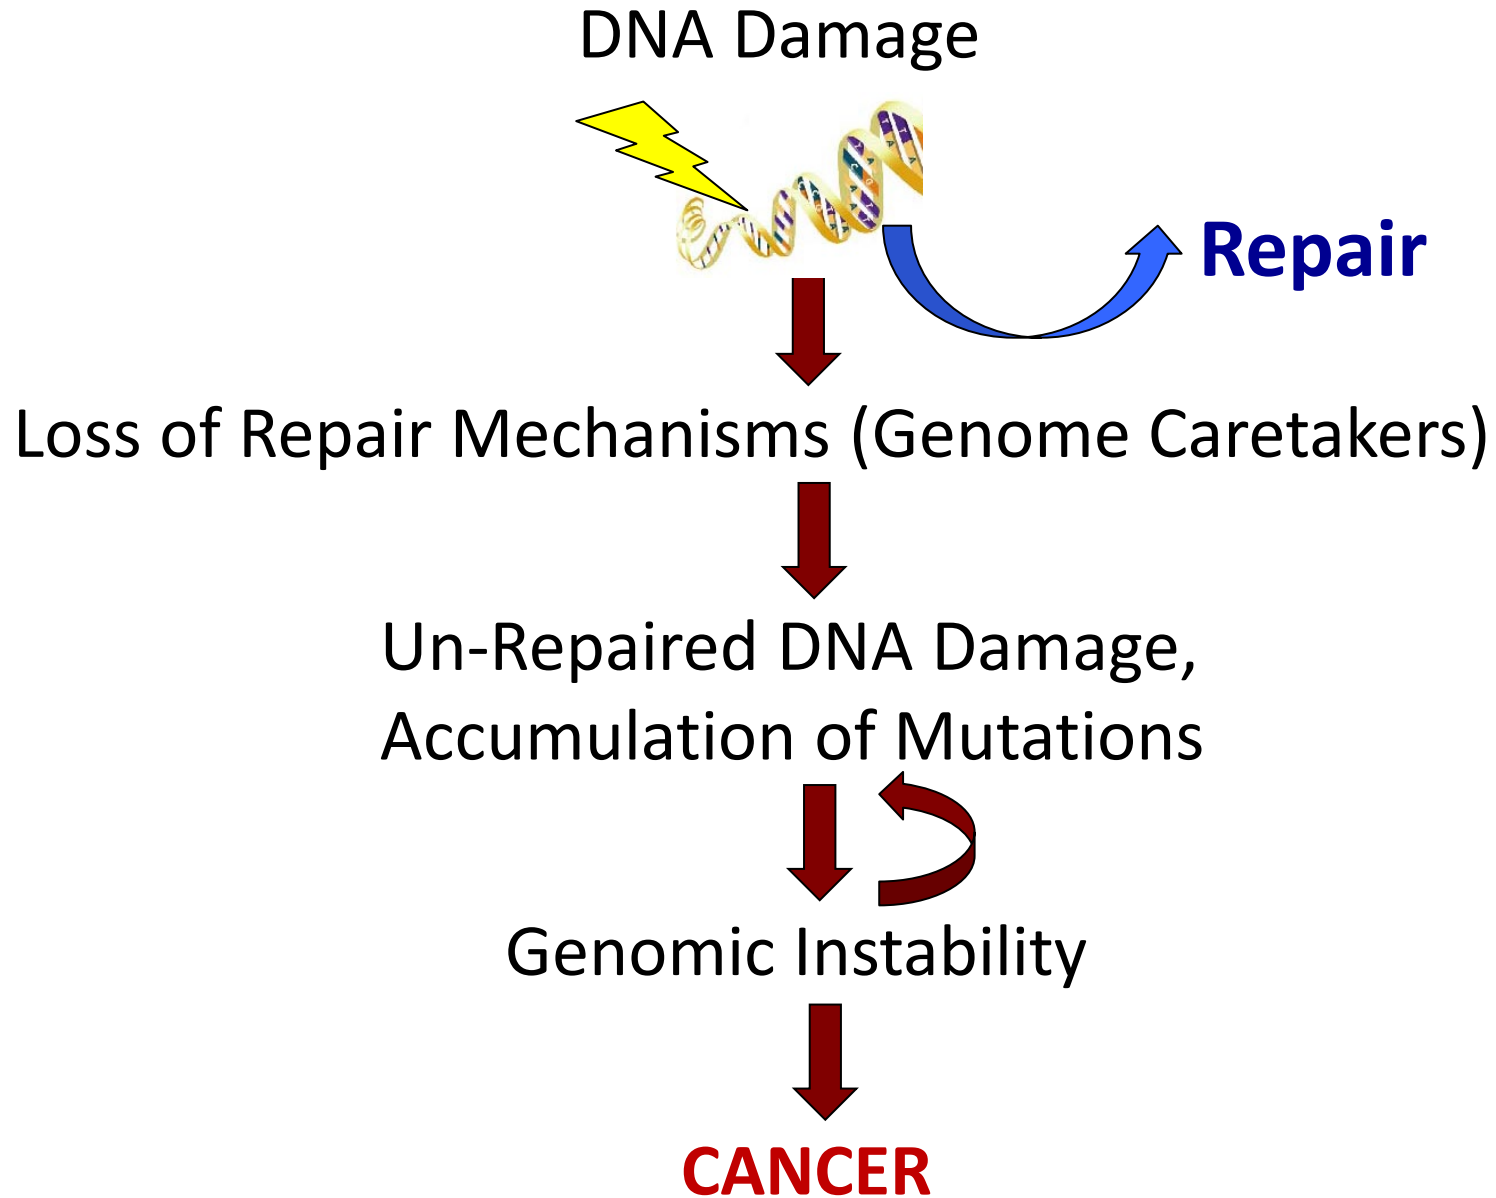 DNA Damage
Repair
Loss of Repair Mechanisms (Genome Caretakers)
Un-Repaired DNA Damage,
Accumulation of Mutations
Genomic Instability
CANCER